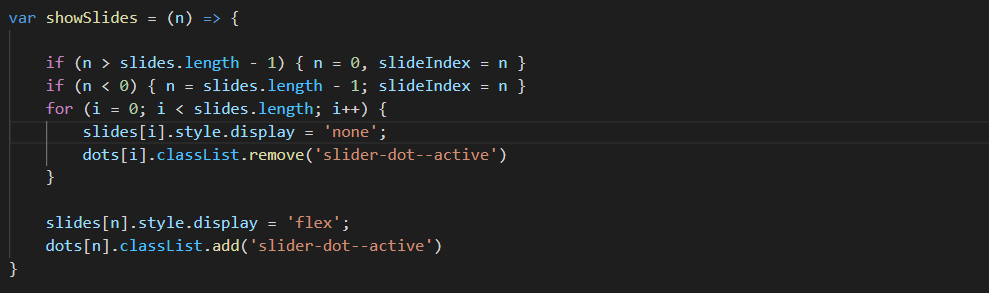 var showSlides = (n) => {
if (n > slides.length - 1) { n = 0, slideIndex = n }
if (n < 0) { n = slides.length - 1; slideIndex = n }
for (i = 0; i < slides.length; i++) {
slides[i].style.display = 'none';
dots[i].classList.remove('slider-dot--active')
}
slides[n].style.display = 'flex';
dots[n].classList.add('slider-dot--active')
}